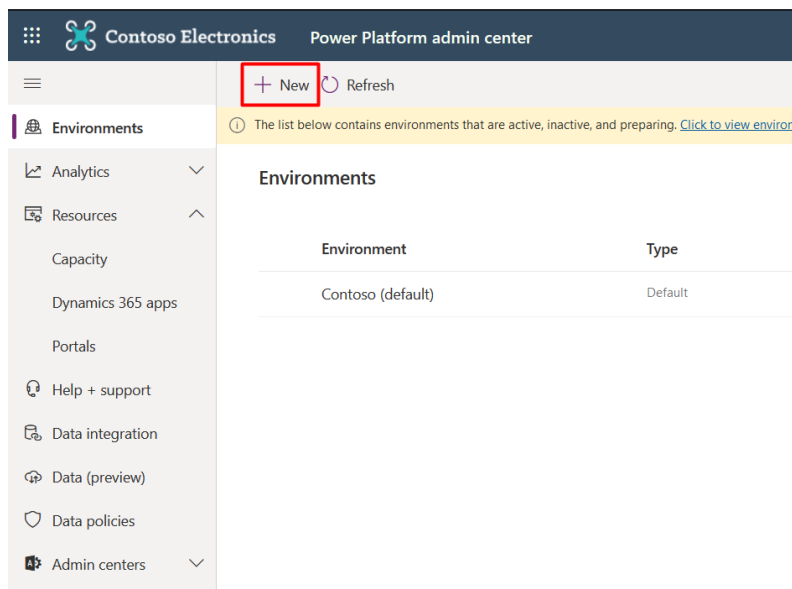 Contoso Electronics Power Platform admin center
+ New Refresh
Environments
The list below contains environments that are active, inactive, and preparing. Click to view
Analytics
Environments
Resources
Environment Type
Capacity
Contoso (default) Default
Dynamics 365 apps
Portals
Help + support
Data integration
Data (preview)
Data policies
Admin centers